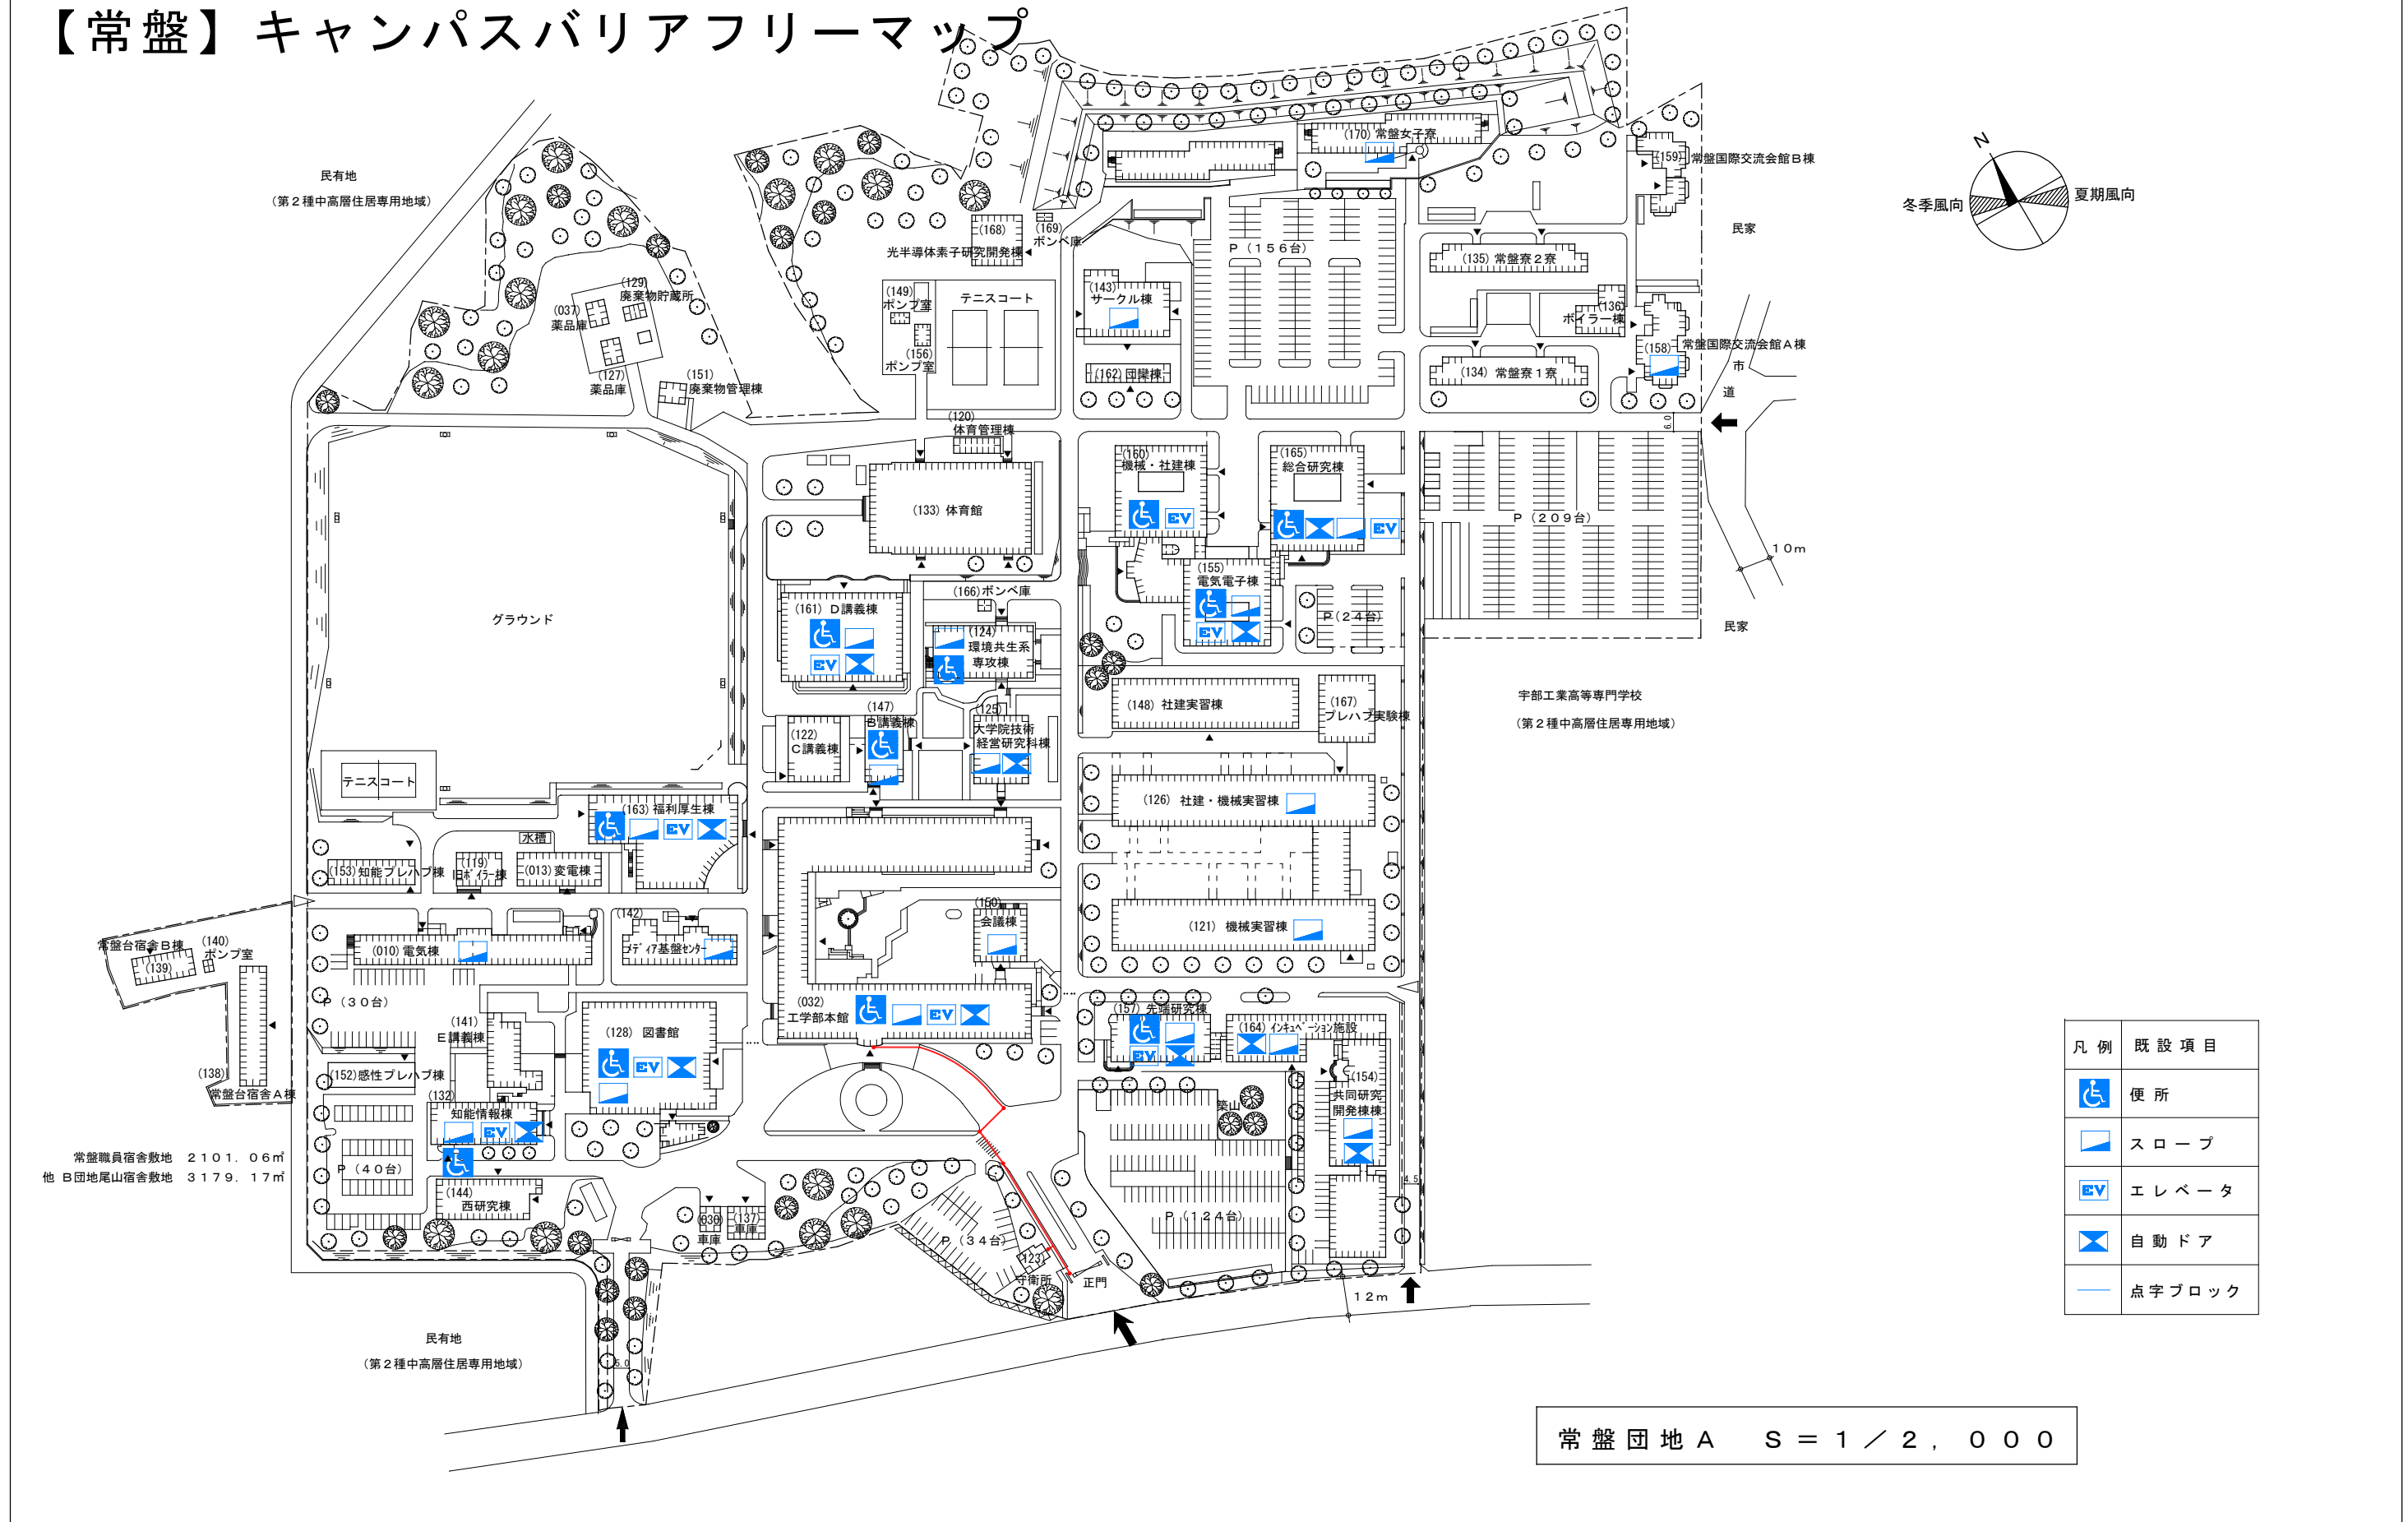 【常盤】キャンパスバリアフリーマップ
民有地
（第２種中高層住居専用地域）
(170) 常盤女子寮
(159)
常盤国際交流会館Ｂ棟
N
冬季風向
夏期風向
民家
(168)
光半導体素子研究開発棟
(169)
ボンベ庫
Ｐ（１５６台）
(135) 常盤寮２寮
(129)
廃棄物貯蔵所
(037)
薬品庫
(149)
ポンプ室
テニスコート
(143)
サークル棟
(136)
ボイラー棟
(156)
ポンプ室
(158)
常盤国際交流会館Ａ棟
(127)
薬品庫
(151)
廃棄物管理棟
(162) 団欒棟
(134) 常盤寮１寮
市
道
6.0
(120)
体育管理棟
(160)
機械・社建棟
EV
(165)
総合研究棟
EV
(133) 体育館
Ｐ（２０９台）
１０ｍ
(155)
電気電子棟
EV
(166)ボンベ庫
(161) Ｄ講義棟
EV
(124)
環境共生系
専攻棟
Ｐ（２４台）
グラウンド
民家
宇部工業高等専門学校
（第２種中高層住居専用地域）
(148) 社建実習棟
(167)
プレハブ実験棟
(147)
Ｂ講義棟
(125)
大学院技術
経営研究科棟
(122)
Ｃ講義棟
テニスコート
(126) 社建・機械実習棟
(163) 福利厚生棟
EV
水槽
(153) 知能プレハブ棟
(119)
旧ﾎﾞｲﾗｰ棟
(013) 変電棟
(150)
会議棟
(121) 機械実習棟
(142)
ﾒﾃﾞｨｱ基盤ｾﾝﾀｰ
(010) 電気棟
常盤台宿舎Ｂ棟
(139)
(140)
ポンプ室
Ｐ（３０台）
(032)
工学部本館
EV
(157) 先端研究棟
EV
(164) ｲﾝｷｭﾍﾞｰｼｮﾝ施設
(141)
Ｅ講義棟
(128) 図書館
EV
凡例
既設項目
便所
スロープ
EV
エレベータ
自動ドア
点字ブロック
(138)
常盤台宿舎Ａ棟
(152)感性プレハブ棟
(154)
共同研究
開発棟棟
(132)
知能情報棟
EV
築山
常盤職員宿舎敷地　２１０１．０６㎡
他 Ｂ団地尾山宿舎敷地　３１７９．１７㎡
Ｐ（４０台）
4.5
(144)
西研究棟
(030)
車庫
(137)
車庫
Ｐ（３４台）
Ｐ（１２４台）
(123)
守衛所
正門
１２ｍ
民有地
（第２種中高層住居専用地域）
6.0
常盤団地Ａ　Ｓ＝１／２，０００